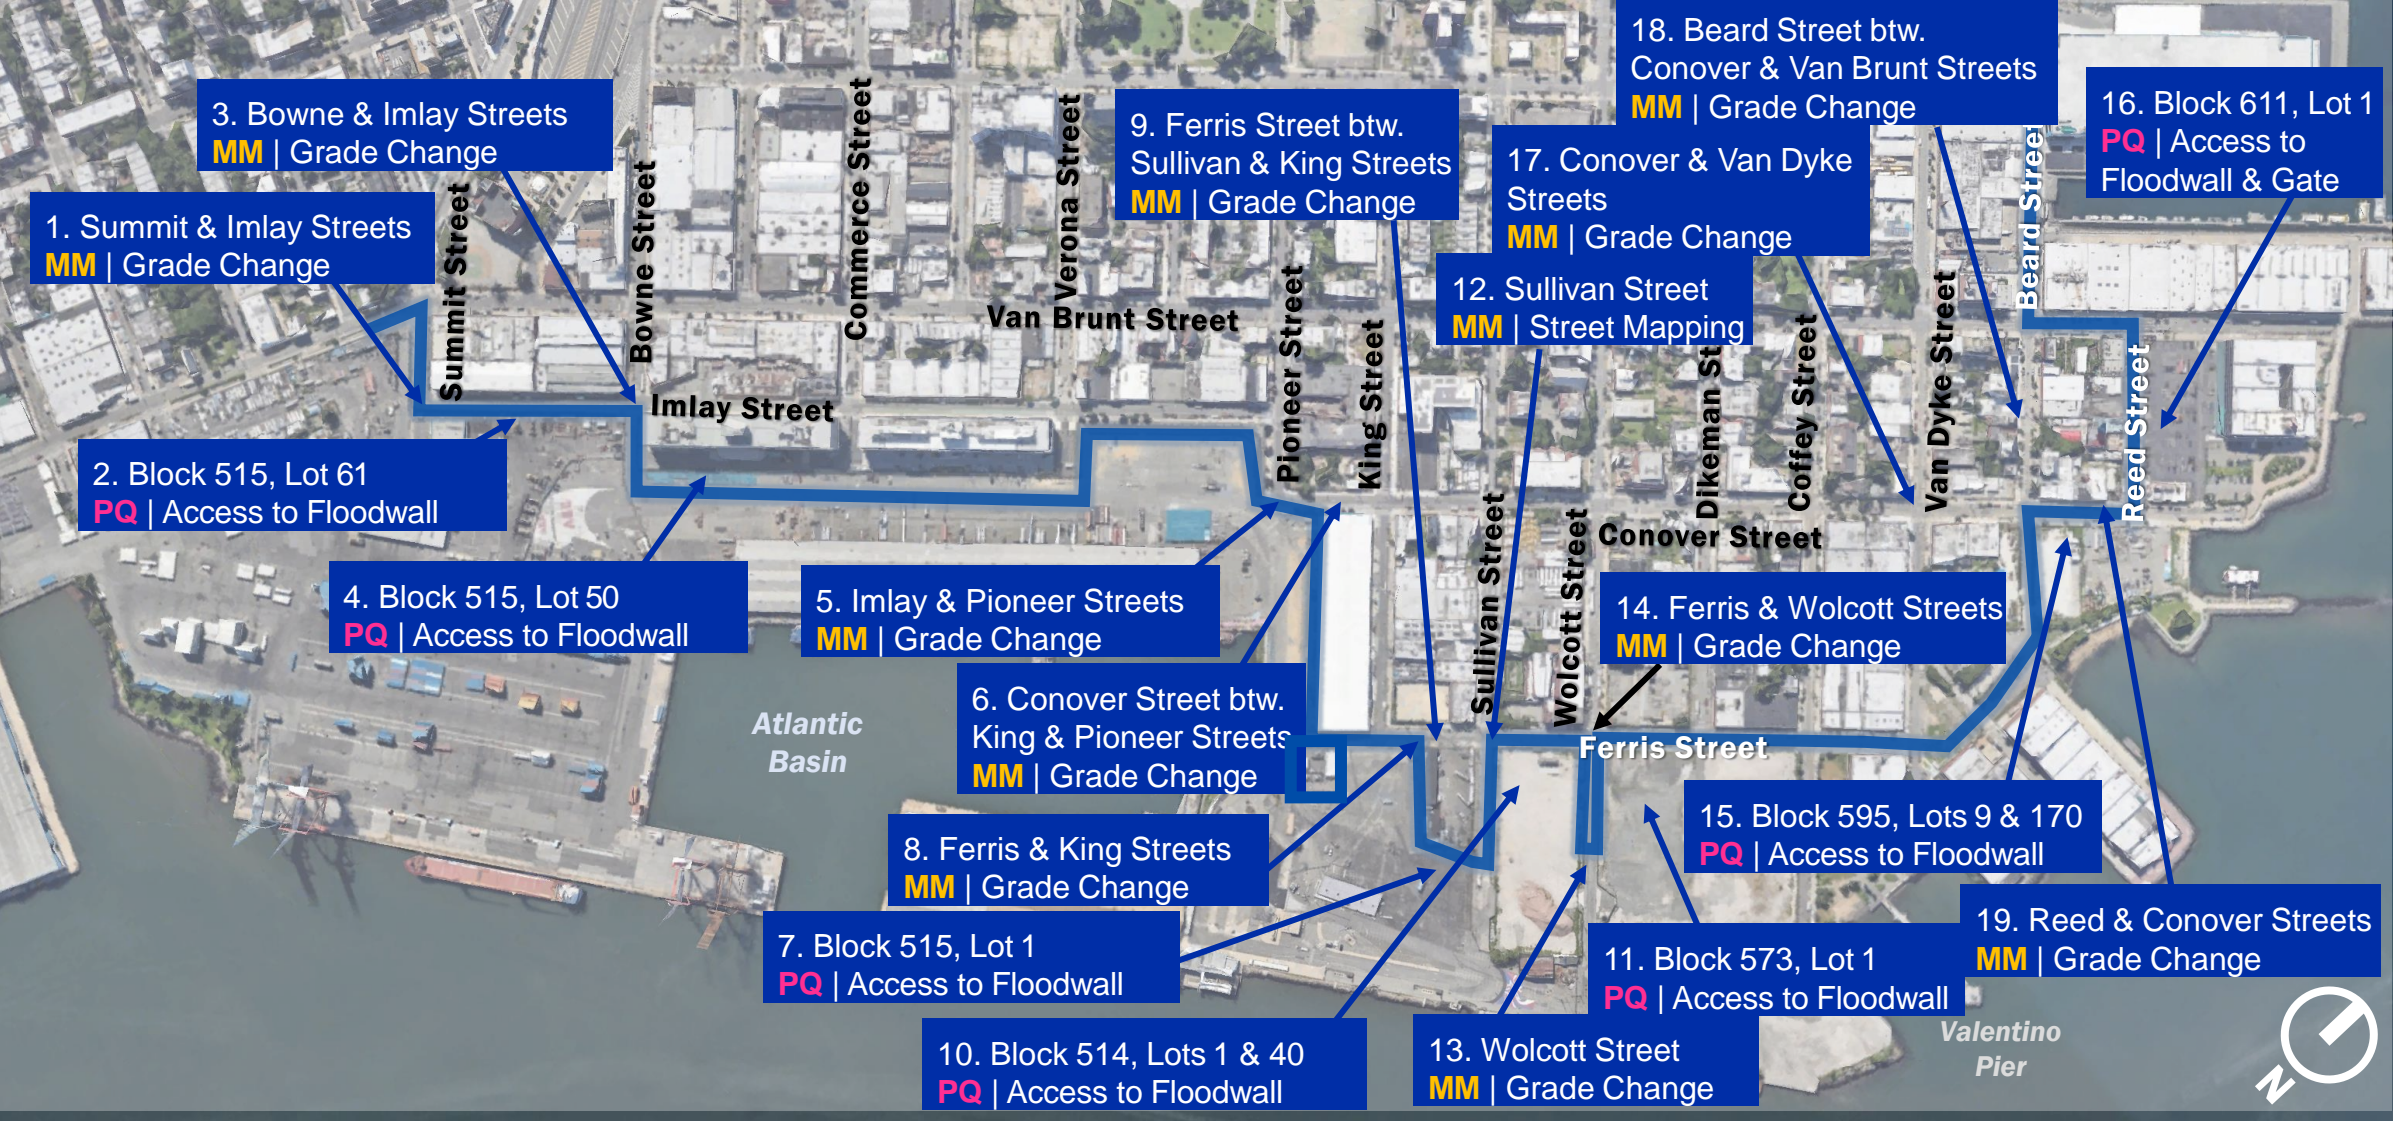 18. Beard Street btw.
Conover & Van Brunt Streets
MM | Grade Change
16. Block 611, Lot 1
PQ | Access to
Floodwall & Gate
3. Bowne & Imlay Streets
MM | Grade Change
9. Ferris Street btw.
Sullivan & King Streets
MM | Grade Change
17. Conover & Van Dyke
Streets
MM | Grade Change
1. Summit & Imlay Streets
MM | Grade Change
12. Sullivan Street
MM | Street Mapping
Summit Street
Bowne Street
Commerce Street
Verona Street
Van Brunt Street
Pioneer Street
King Street
Dikeman St
Coffey Street
Van Dyke Street
Beard Street
Reed Street
Imlay Street
2. Block 515, Lot 61
PQ | Access to Floodwall
Sullivan Street
Wolcott Street
Conover Street
4. Block 515, Lot 50
PQ | Access to Floodwall
5. Imlay & Pioneer Streets
MM | Grade Change
14. Ferris & Wolcott Streets
MM | Grade Change
6. Conover Street btw.
King & Pioneer Streets
MM | Grade Change
Atlantic
Basin
Ferris Street
8. Ferris & King Streets
MM | Grade Change
15. Block 595, Lots 9 & 170
PQ | Access to Floodwall
7. Block 515, Lot 1
PQ | Access to Floodwall
11. Block 573, Lot 1
PQ | Access to Floodwall
19. Reed & Conover Streets
MM | Grade Change
10. Block 514, Lots 1 & 40
PQ | Access to Floodwall
13. Wolcott Street
MM | Grade Change
Valentino
Pier
N